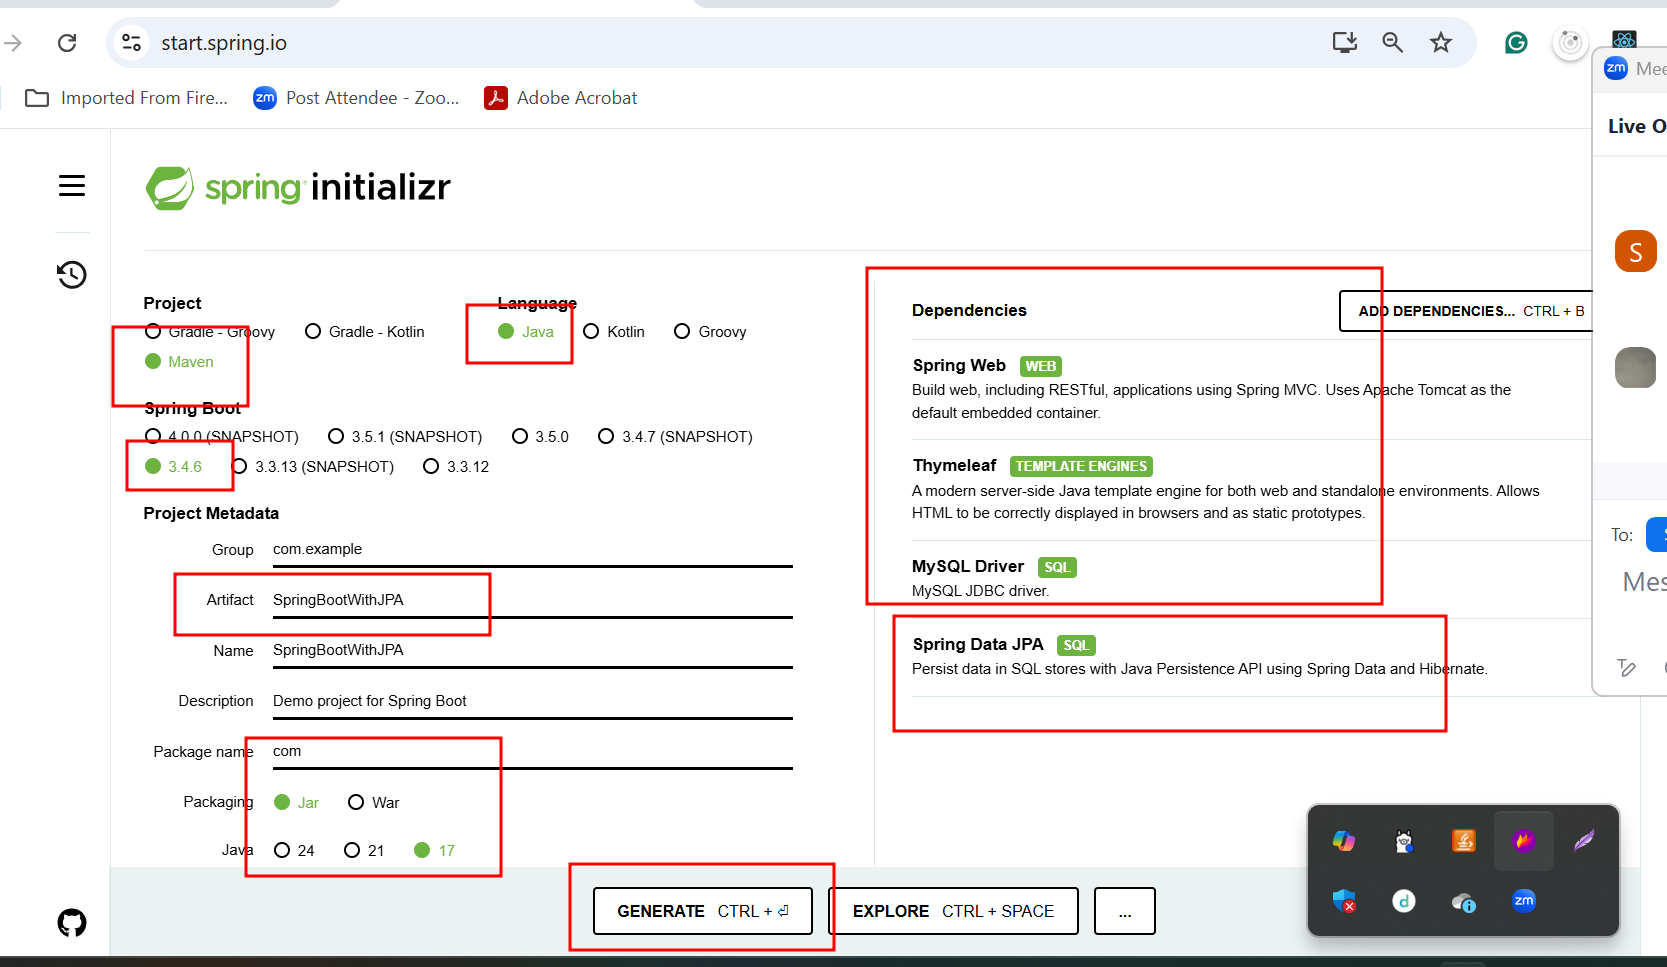 start.spring.io
Imported From Fire...
zm
Post Attendee - Zoo...
Adobe Acrobat
zm
Mee
Live O
spring initializr
S
Project
Language
Gradle - Groovy
Gradle - Kotlin
Java
Kotlin
Groovy
Maven
Spring Boot
4.0.0 (SNAPSHOT)
3.5.1 (SNAPSHOT)
3.5.0
3.4.7 (SNAPSHOT)
3.4.6
3.3.13 (SNAPSHOT)
3.3.12
Project Metadata
Group
com.example
Artifact
SpringBootWithJPA
Name
SpringBootWithJPA
Description
Demo project for Spring Boot
Package name
com
Packaging
Jar
War
Java
24
21
17
Dependencies
ADD DEPENDENCIES... CTRL + B
Spring Web WEB
Build web, including RESTful, applications using Spring MVC. Uses Apache Tomcat as the
default embedded container.
Thymeleaf TEMPLATE ENGINES
A modern server-side Java template engine for both web and standalone environments. Allows
HTML to be correctly displayed in browsers and as static prototypes.
MySQL Driver SQL
MySQL JDBC driver.
Spring Data JPA SQL
Persist data in SQL stores with Java Persistence API using Spring Data and Hibernate.
To:
Mes
GENERATE CTRL + ⏎
EXPLORE CTRL + SPACE
...
d
zm